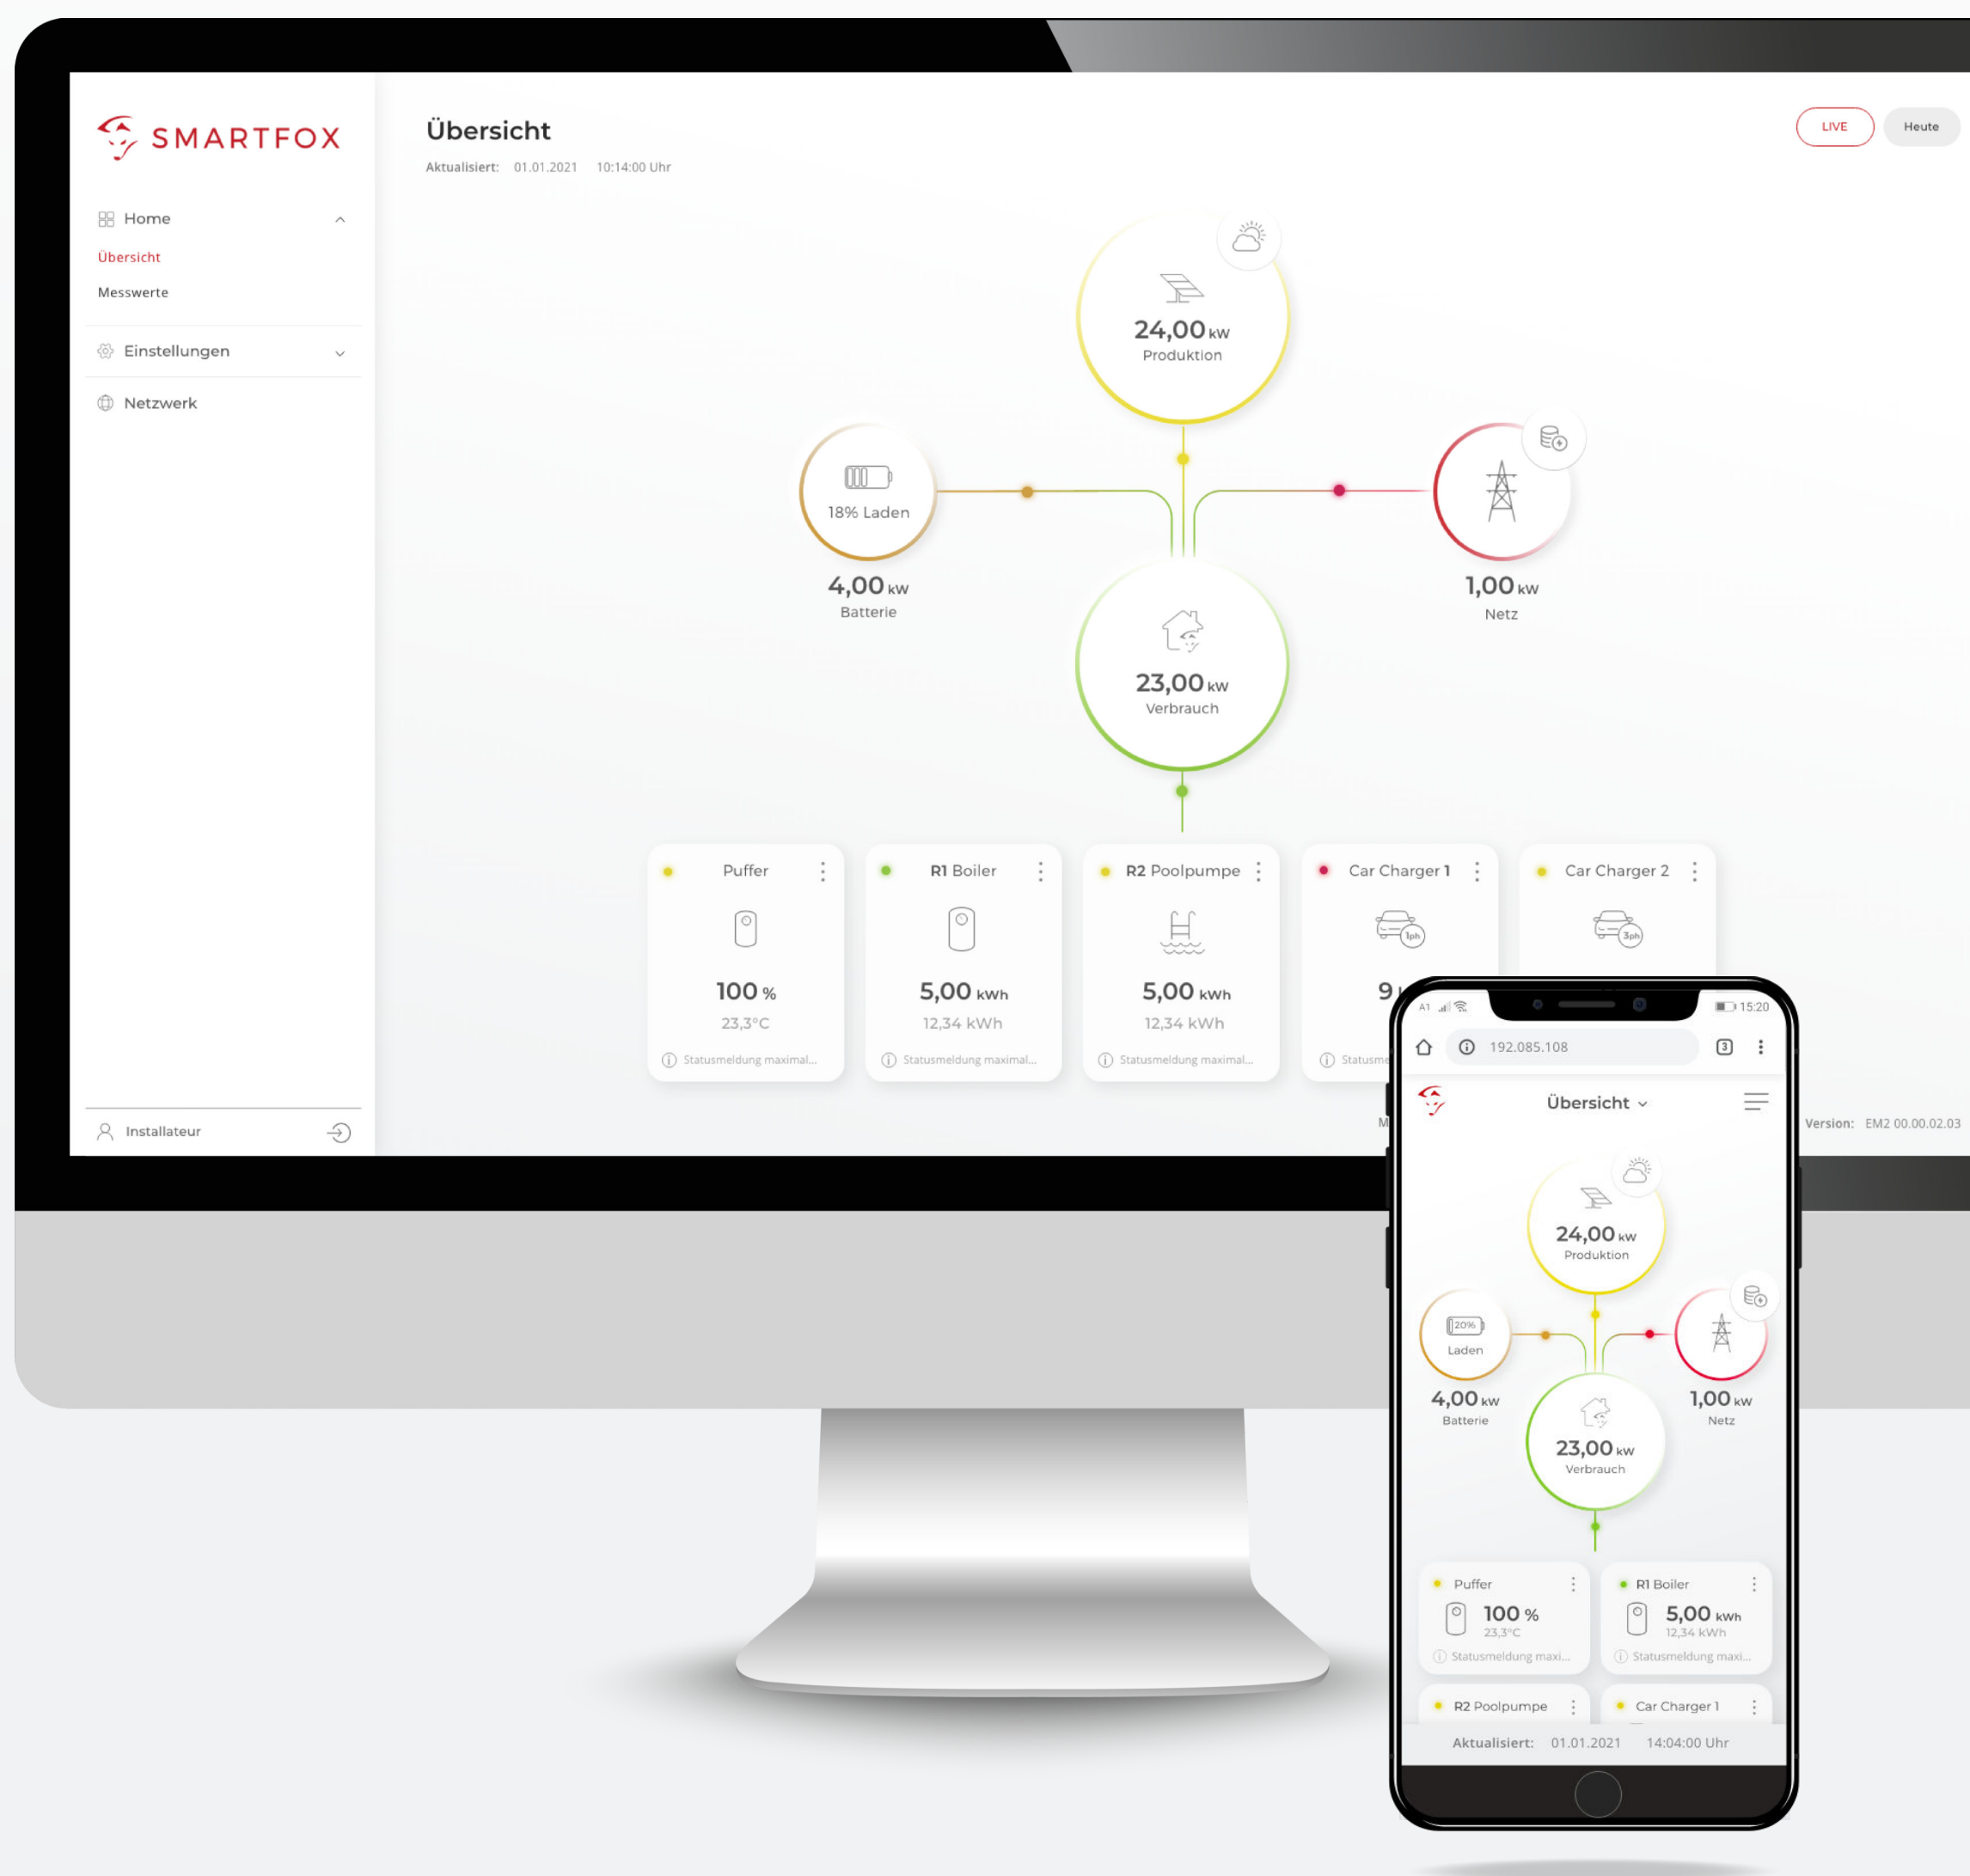 SMARTFOX
Home
Übersicht
Messwerte
Einstellungen
Netzwerk
Installateur
Übersicht
Aktualisiert: 01.01.2021 10:14:00 Uhr
LIVE
Heute
24,00 kW
Produktion
18% Laden
4,00 kW
Batterie
1,00 kW
Netz
23,00 kW
Verbrauch
Puffer
100 %
23,3°C
Statusmeldung maximal...
R1 Boiler
5,00 kWh
12,34 kWh
Statusmeldung maximal...
R2 Poolpumpe
5,00 kWh
12,34 kWh
Statusmeldung maximal...
Car Charger 1
1ph
9
Car Charger 2
3ph
Version: EM2 00.00.02.03
A1
15:20
192.085.108
3
Übersicht
24,00 kW
Produktion
20%
Laden
4,00 kW
Batterie
1,00 kW
Netz
23,00 kW
Verbrauch
Puffer
100 %
23,3°C
Statusmeldung maxi...
R1 Boiler
5,00 kWh
12,34 kWh
Statusmeldung maxi...
R2 Poolpumpe
Car Charger 1
Aktualisiert: 01.01.2021 14:04:00 Uhr